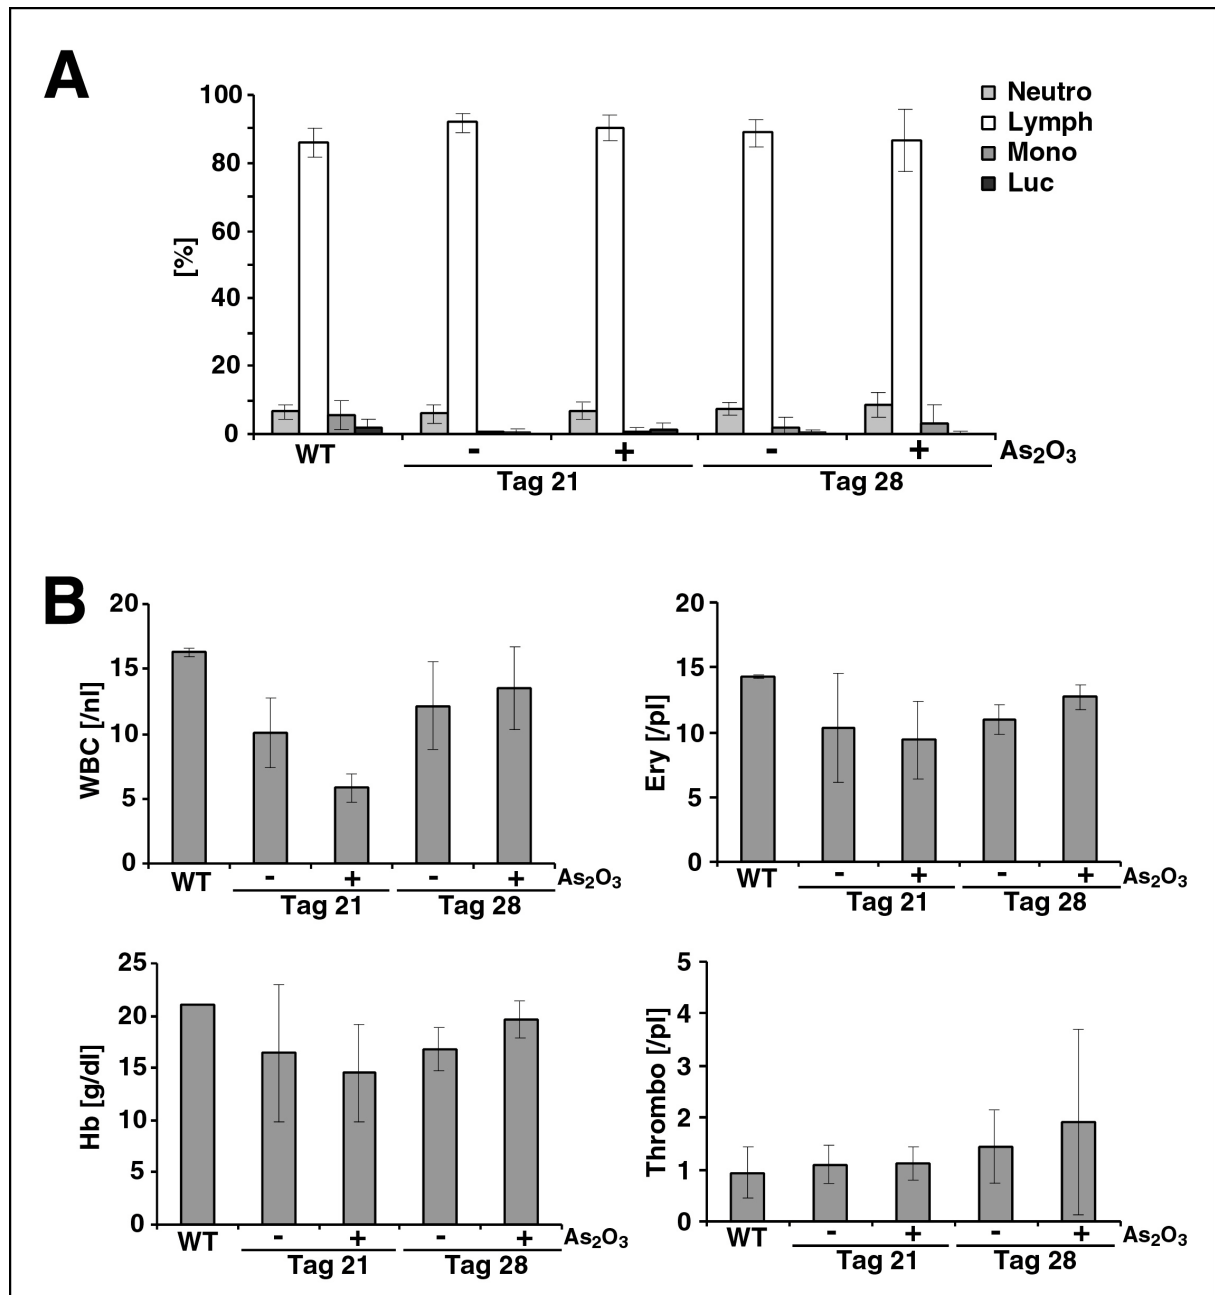 A
100
80
60
40
20
0
[%]
Neutro
Lymph
Mono
Luc
WT - + - + As₂O₃
Tag 21 Tag 28
B
20
15
10
5
0
WBC [/nl]
WT - + - + As₂O₃
Tag 21 Tag 28
20
15
10
5
0
Ery [/pl]
WT - + - + As₂O₃
Tag 21 Tag 28
25
20
15
10
5
0
Hb [g/dl]
WT - + - + As₂O₃
Tag 21 Tag 28
5
4
3
2
1
0
Thrombo [/pl]
WT - + - + As₂O₃
Tag 21 Tag 28